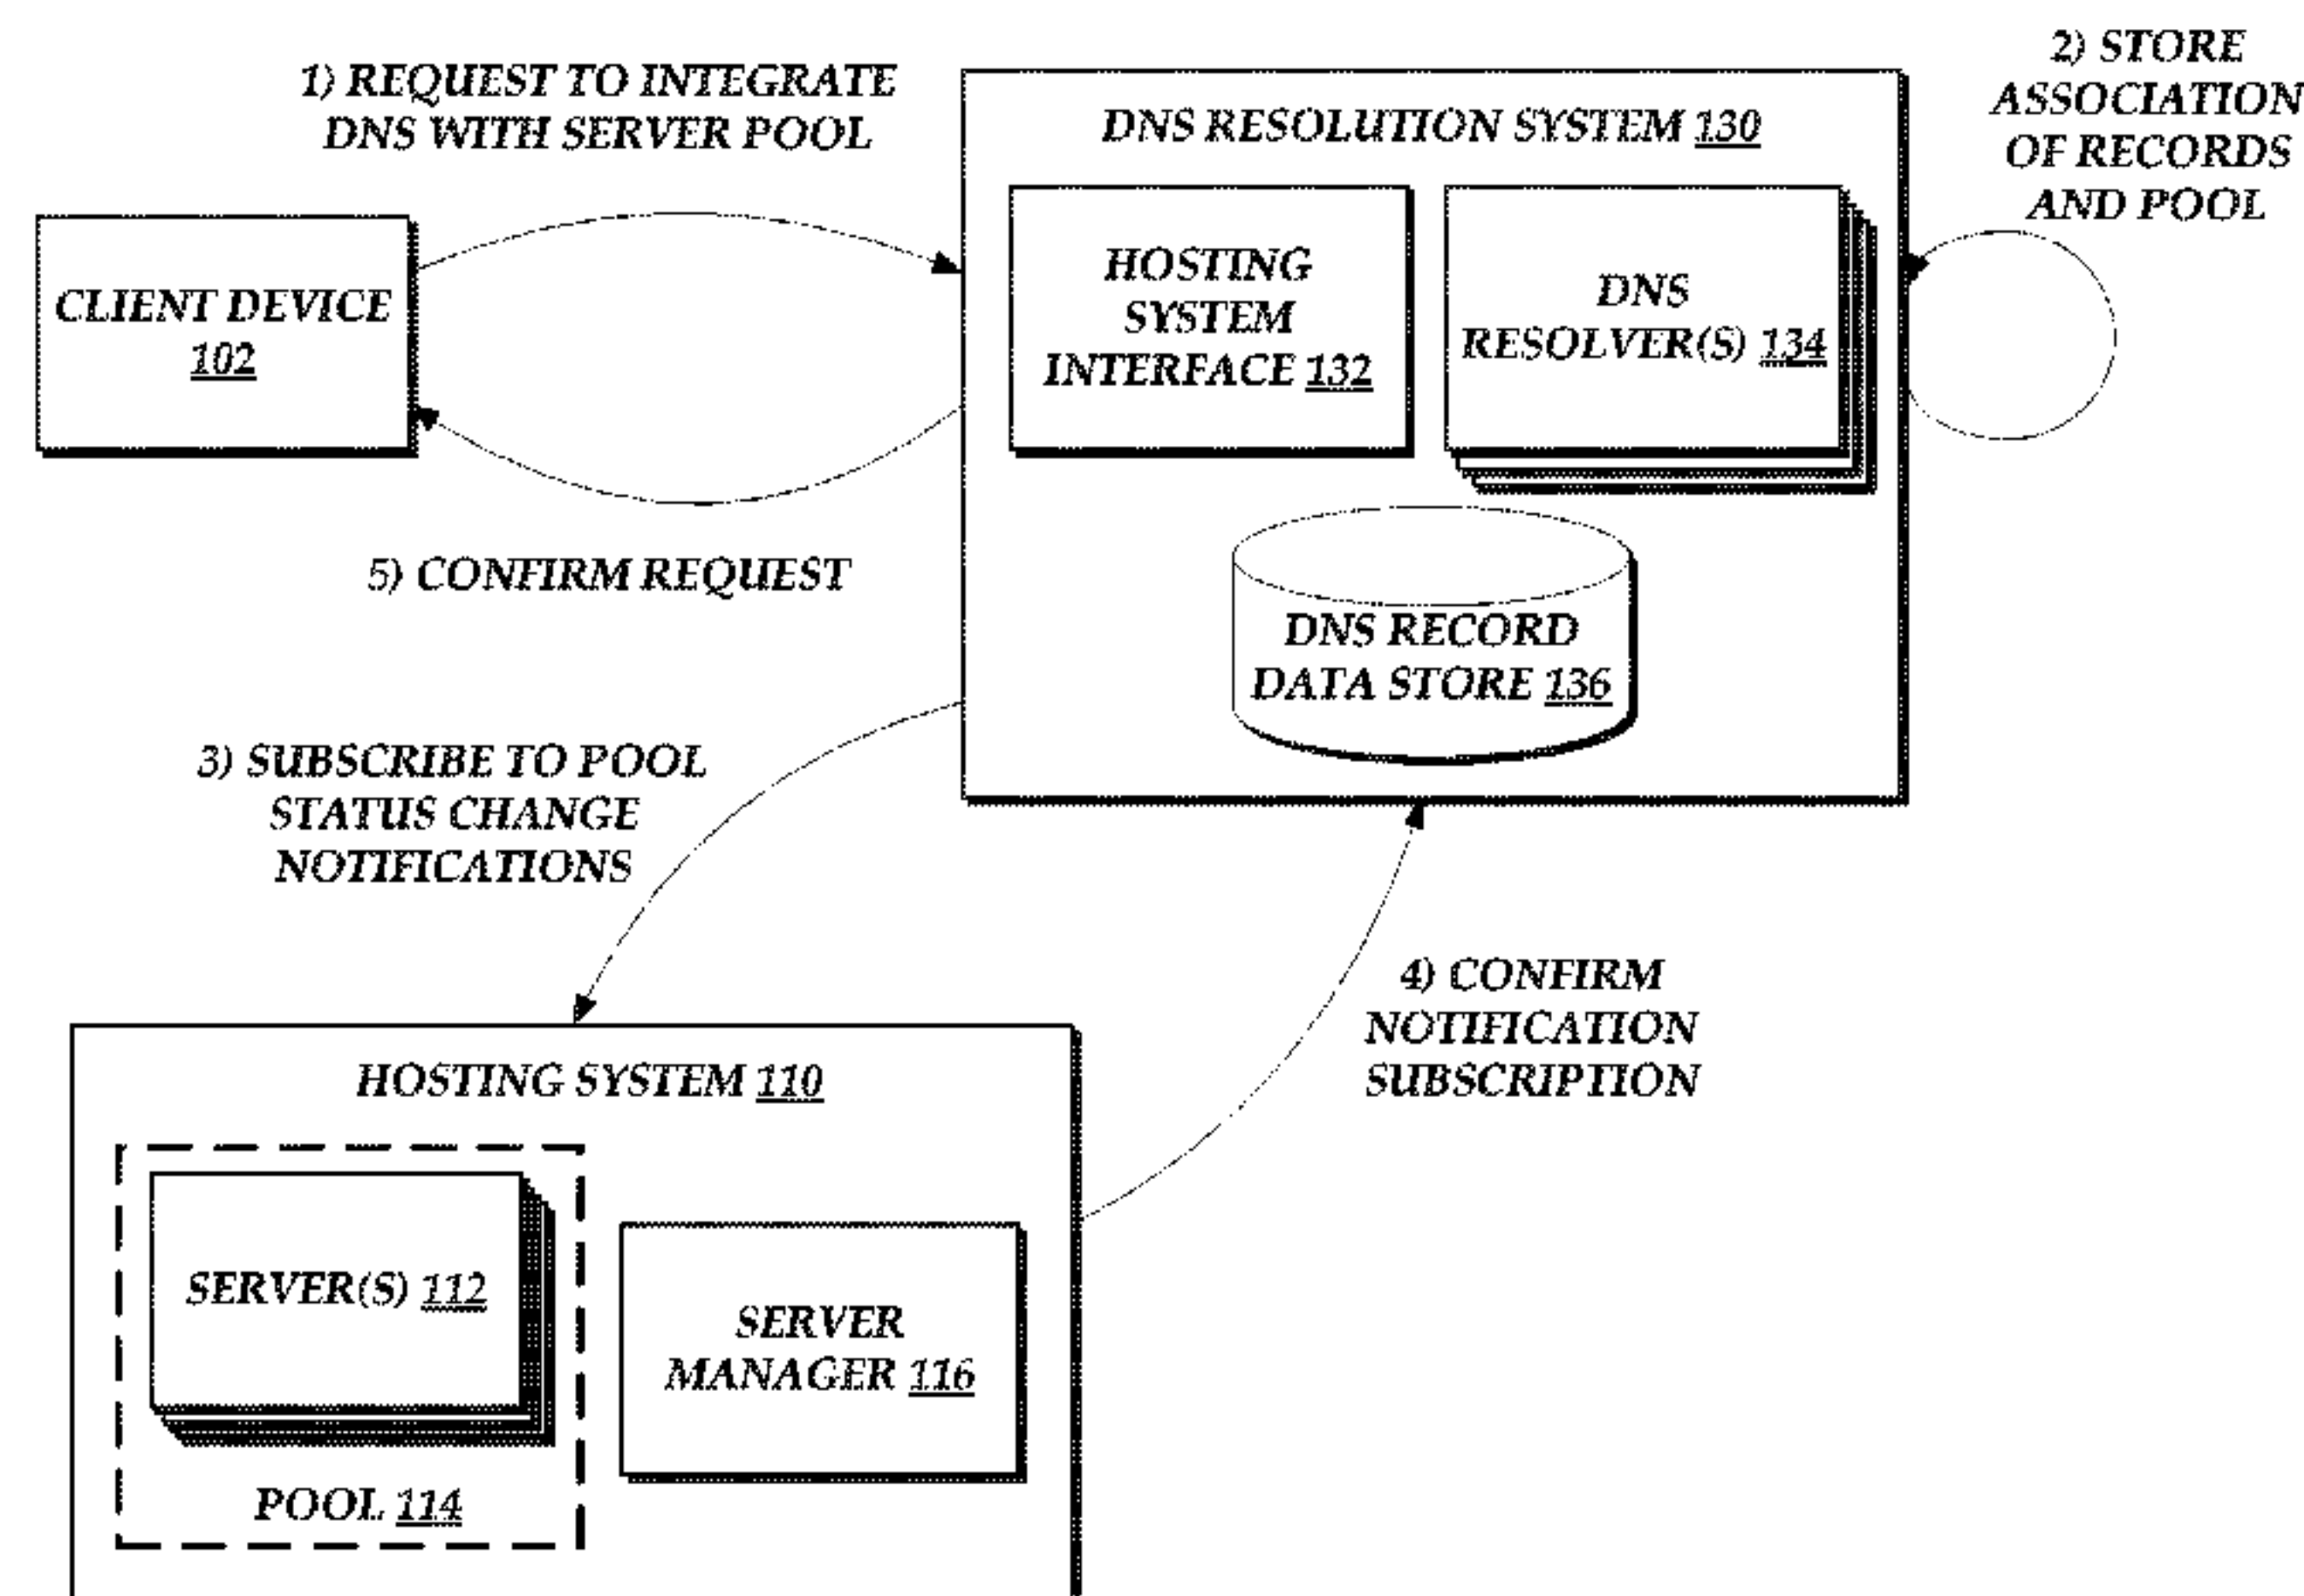 1) REQUEST TO INTEGRATE
DNS WITH SERVER POOL
2) STORE
ASSOCIATION
OF RECORDS
AND POOL
DNS RESOLUTION SYSTEM 130
CLIENT DEVICE
102
HOSTING
SYSTEM
INTERFACE 132
DNS
RESOLVER(S) 134
5) CONFIRM REQUEST
DNS RECORD
DATA STORE 136
3) SUBSCRIBE TO POOL
STATUS CHANGE
NOTIFICATIONS
4) CONFIRM
NOTIFICATION
SUBSCRIPTION
HOSTING SYSTEM 110
SERVER(S) 112
SERVER
MANAGER 116
POOL 114